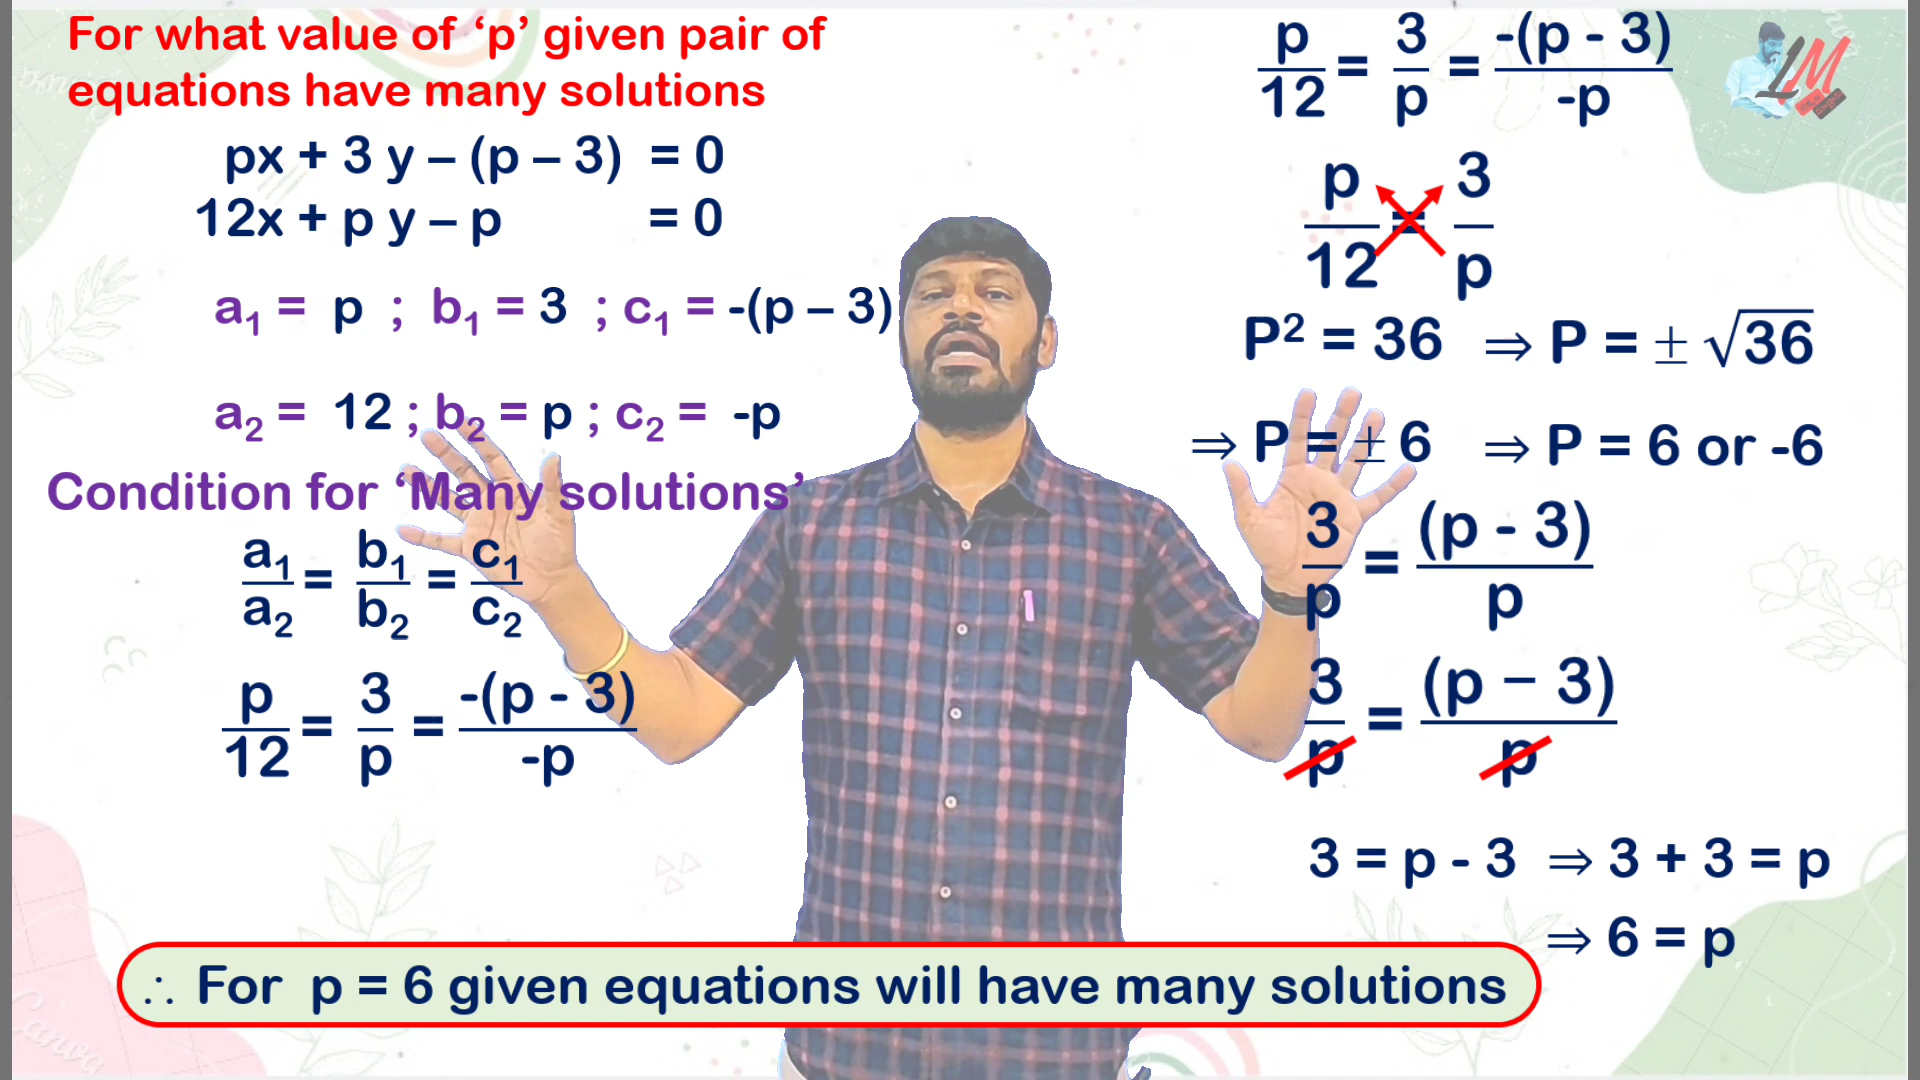 For what value of ‘p’ given pair of
equations have many solutions
px + 3 y – (p – 3) = 0
12x + p y – p = 0
a₁ = p ; b₁ = 3 ; c₁ = -(p – 3)
a₂ = 12 ; b₂ = p ; c₂ = -p
Condition for ‘Many solutions’
a₁/a₂ = b₁/b₂ = c₁/c₂
p/12 = 3/p = -(p - 3)/-p
p/12 = 3/p = -(p - 3)/-p
p/12 = 3/p
P² = 36 ⇒ P = ± √36
⇒ P = ± 6 ⇒ P = 6 or -6
3/p = (p - 3)/p
3/p = (p – 3)/p
3 = p - 3 ⇒ 3 + 3 = p
⇒ 6 = p
∴ For p = 6 given equations will have many solutions
LM
Canva